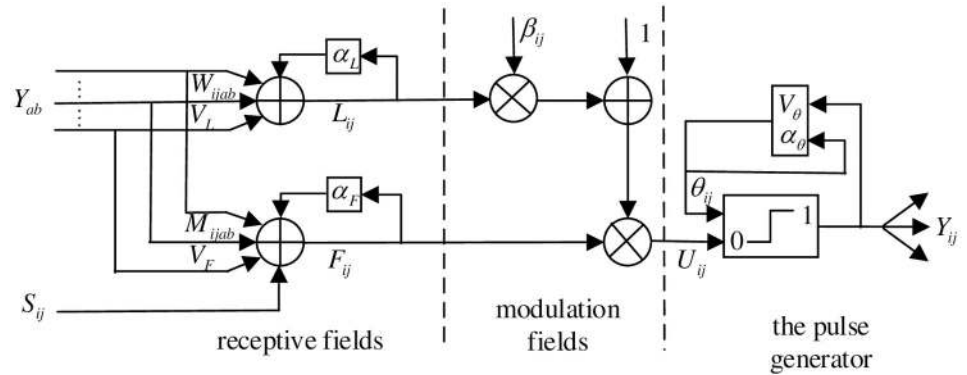 β_ij
1
α_L
W_ijab
Y_ab
V_L
L_ij
V_θ
α_θ
α_F
θ_ij
M_ijab
1
0
Y_ij
V_F
F_ij
U_ij
S_ij
receptive fields
modulation
fields
the pulse
generator